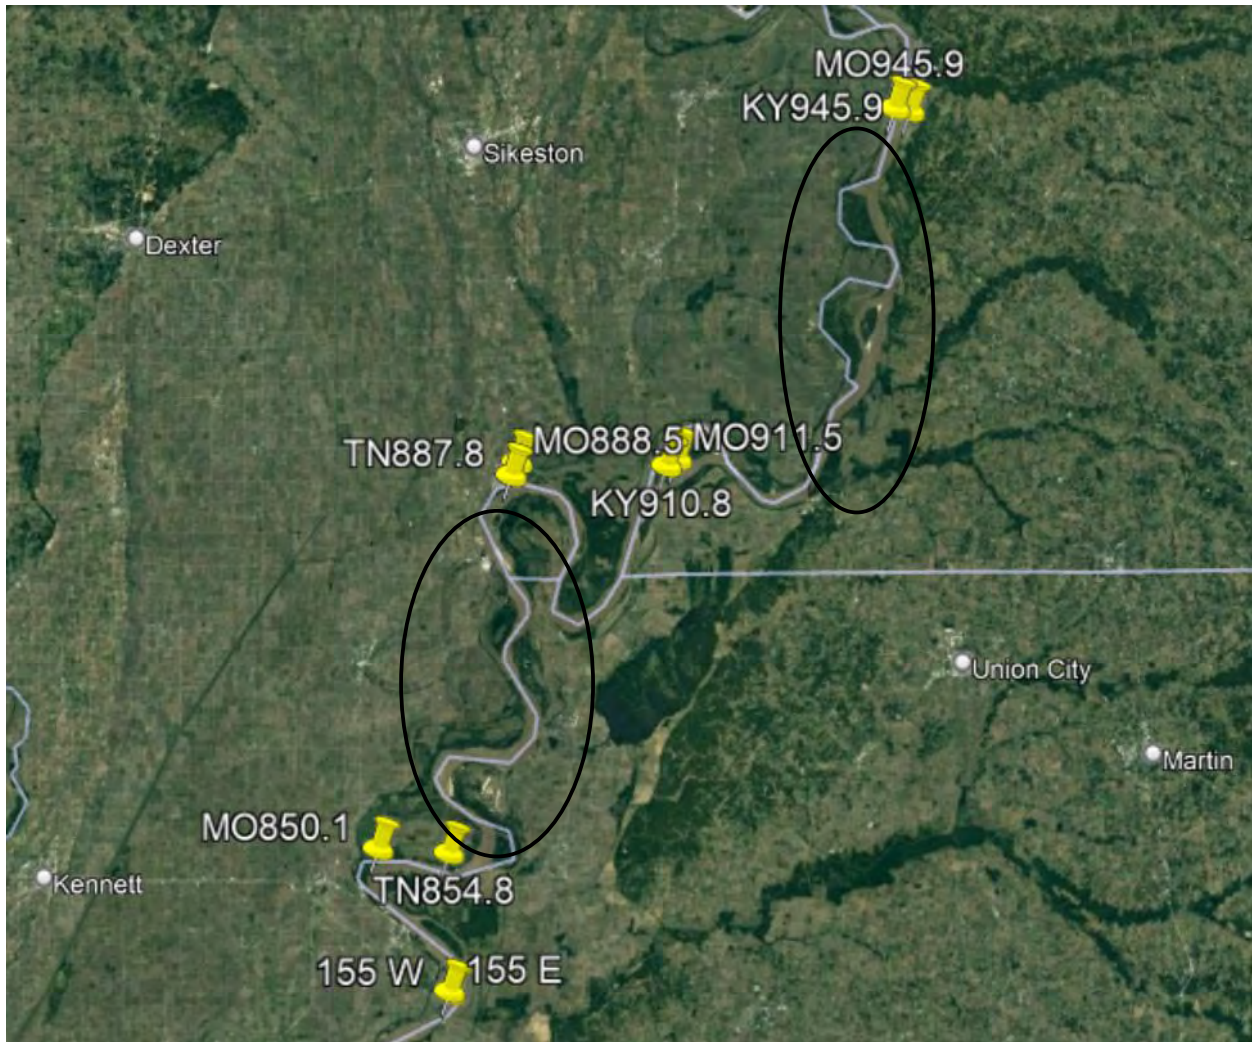 MO945.9
KY945.9
Sikeston
Dexter
TN887.8
MO888.5
MO911.5
KY910.8
Union City
Martin
MO850.1
Kennett
TN854.8
155 W
155 E